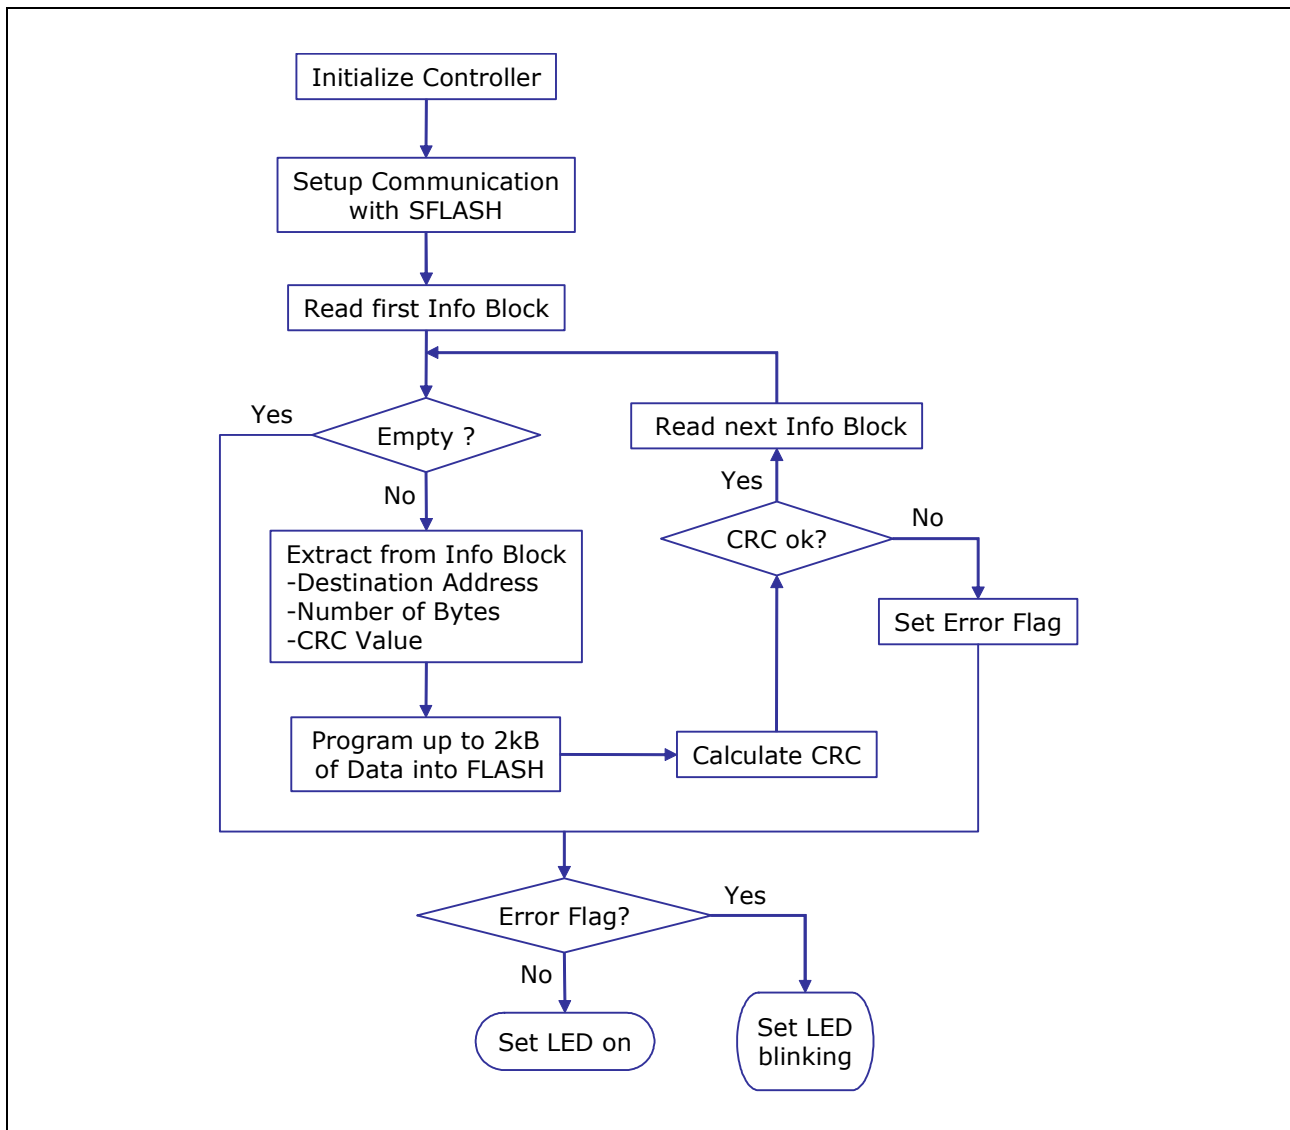 Initialize Controller
Setup Communication
with SFLASH
Read first Info Block
Yes
Empty ?
No
Extract from Info Block
-Destination Address
-Number of Bytes
-CRC Value
Program up to 2kB
of Data into FLASH
Calculate CRC
CRC ok?
Yes
Read next Info Block
No
Set Error Flag
Error Flag?
Yes
No
Set LED on
Set LED
blinking